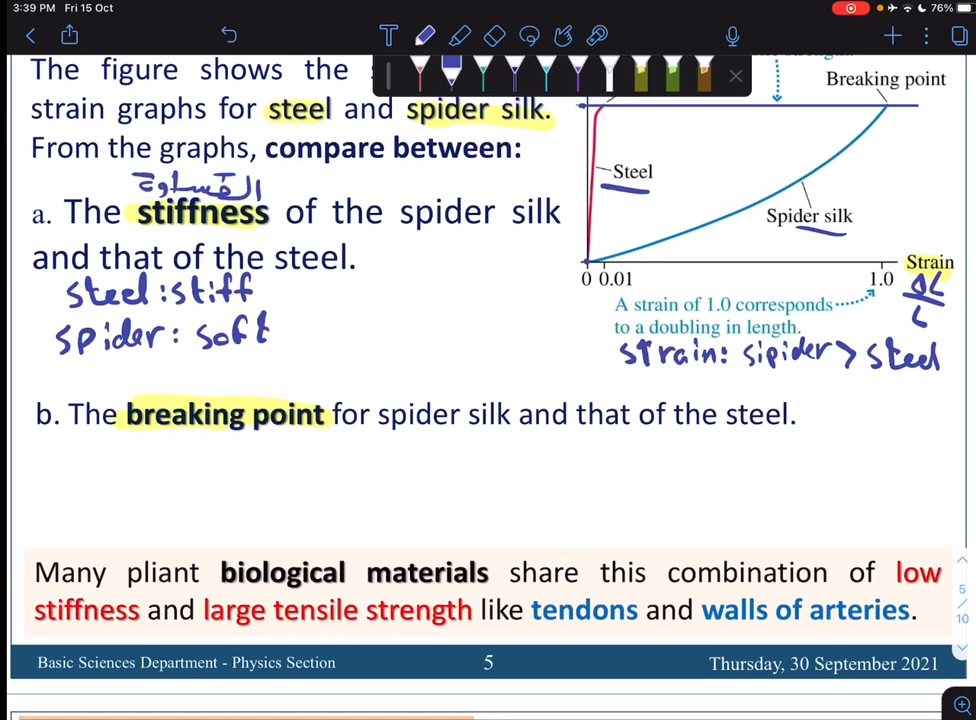 3:39 PM Fri 15 Oct
76%
The figure shows the
strain graphs for steel and spider silk.
From the graphs, compare between:
القساوة
a. The stiffness of the spider silk
and that of the steel.
steel : stiff
spider : soft
Breaking point
Steel
Spider silk
Strain
0 0.01 1.0
ΔL
L
A strain of 1.0 corresponds
to a doubling in length.
strain: sipider > steel
b. The breaking point for spider silk and that of the steel.
Many pliant biological materials share this combination of low
stiffness and large tensile strength like tendons and walls of arteries.
5
10
Basic Sciences Department - Physics Section 5 Thursday, 30 September 2021